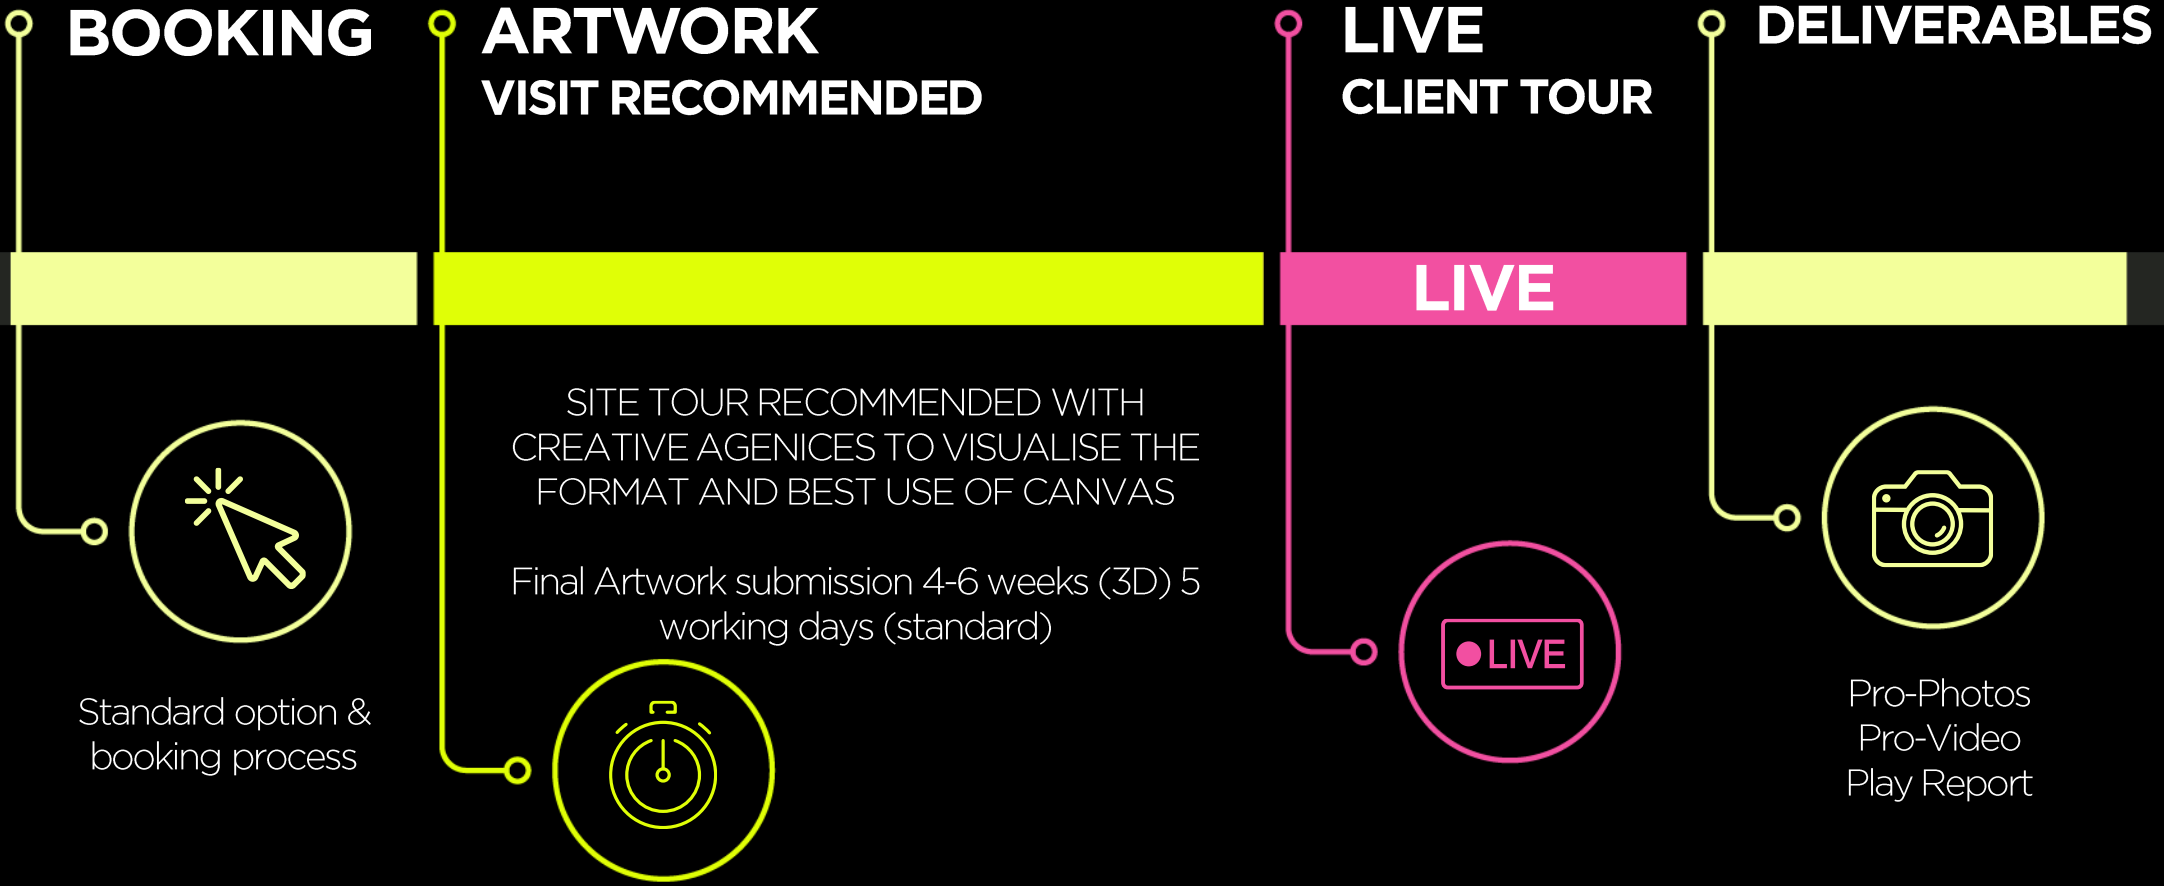 BOOKING
Standard option &
booking process
ARTWORK
VISIT RECOMMENDED
SITE TOUR RECOMMENDED WITH
CREATIVE AGENICES TO VISUALISE THE
FORMAT AND BEST USE OF CANVAS
Final Artwork submission 4-6 weeks (3D) 5
working days (standard)
LIVE
CLIENT TOUR
LIVE
LIVE
DELIVERABLES
Pro-Photos
Pro-Video
Play Report